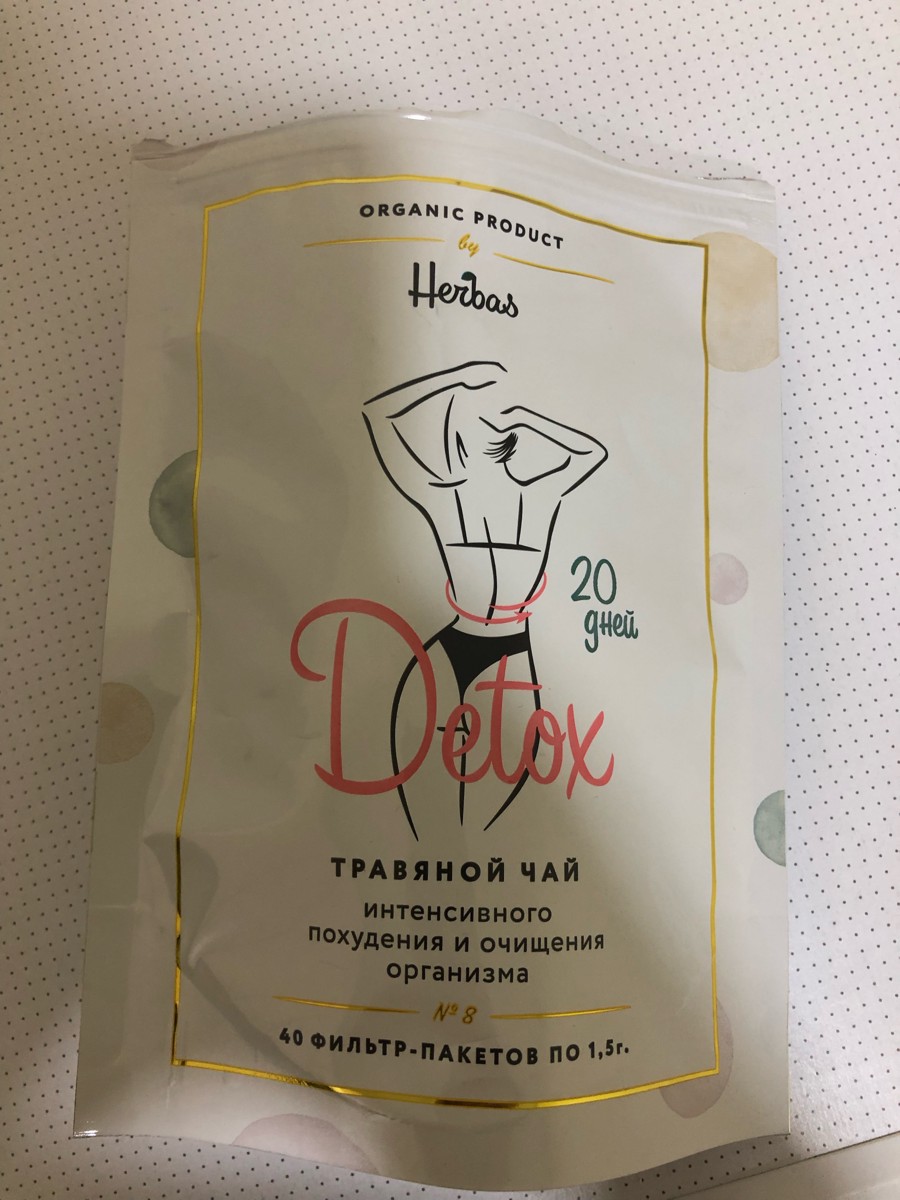 ORGANIC PRODUCT
by
Herbas
20
дней
Detox
ТРАВЯНОЙ ЧАЙ
интенсивного
похудения и очищения
организма
№ 8
40 ФИЛЬТР-ПАКЕТОВ ПО 1,5г.